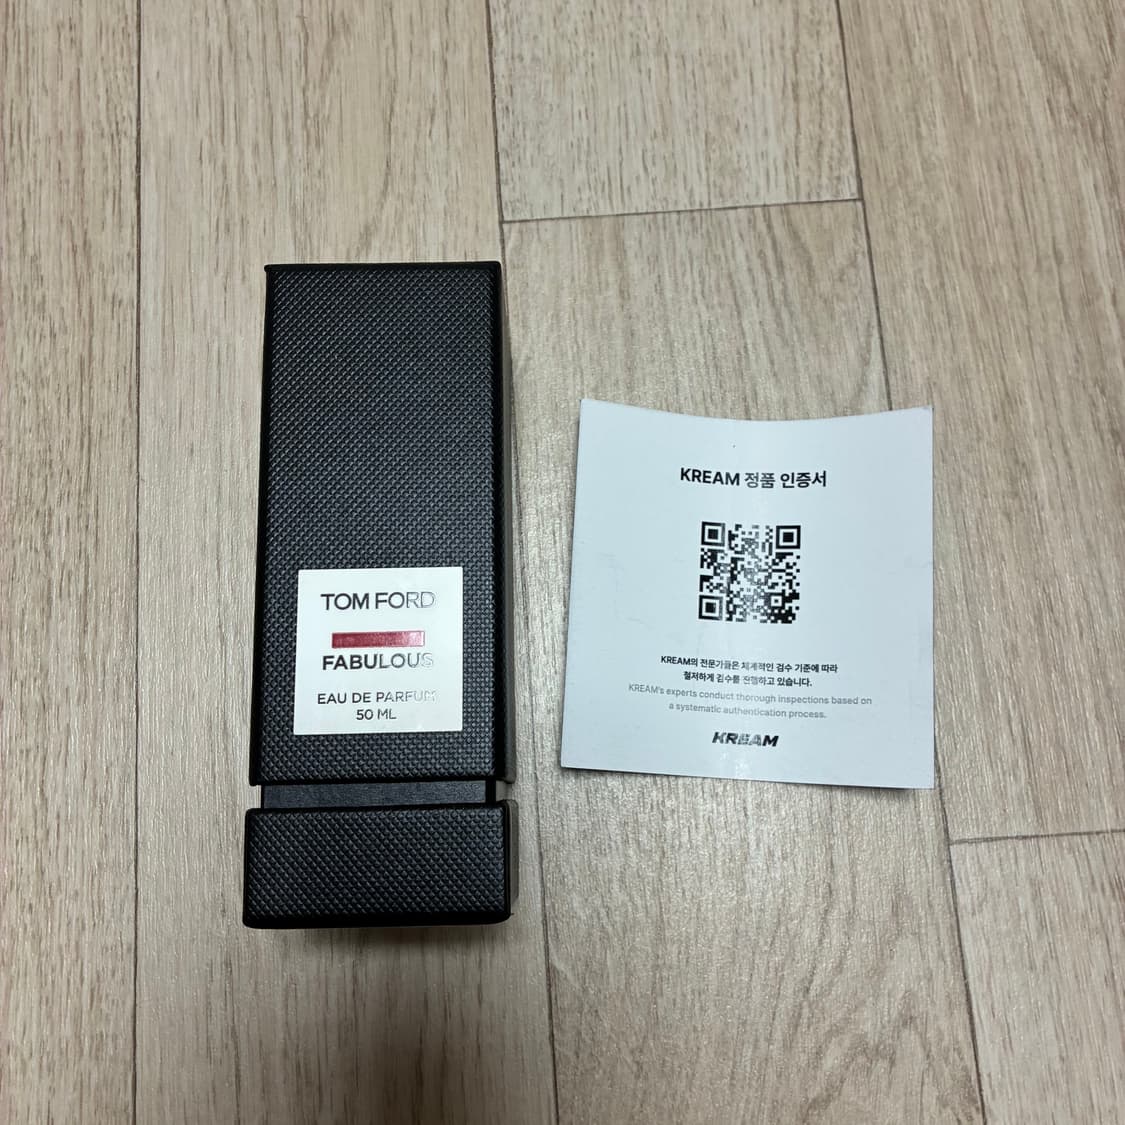 TOM FORD
FABULOUS
EAU DE PARFUM
50 ML
KREAM 정품 인증서
KREAM의 전문가들은 체계적인 검수 기준에 따라
철저하게 검수를 진행하고 있습니다.
KREAM's experts conduct thorough inspections based on
a systematic authentication process.
KREAM